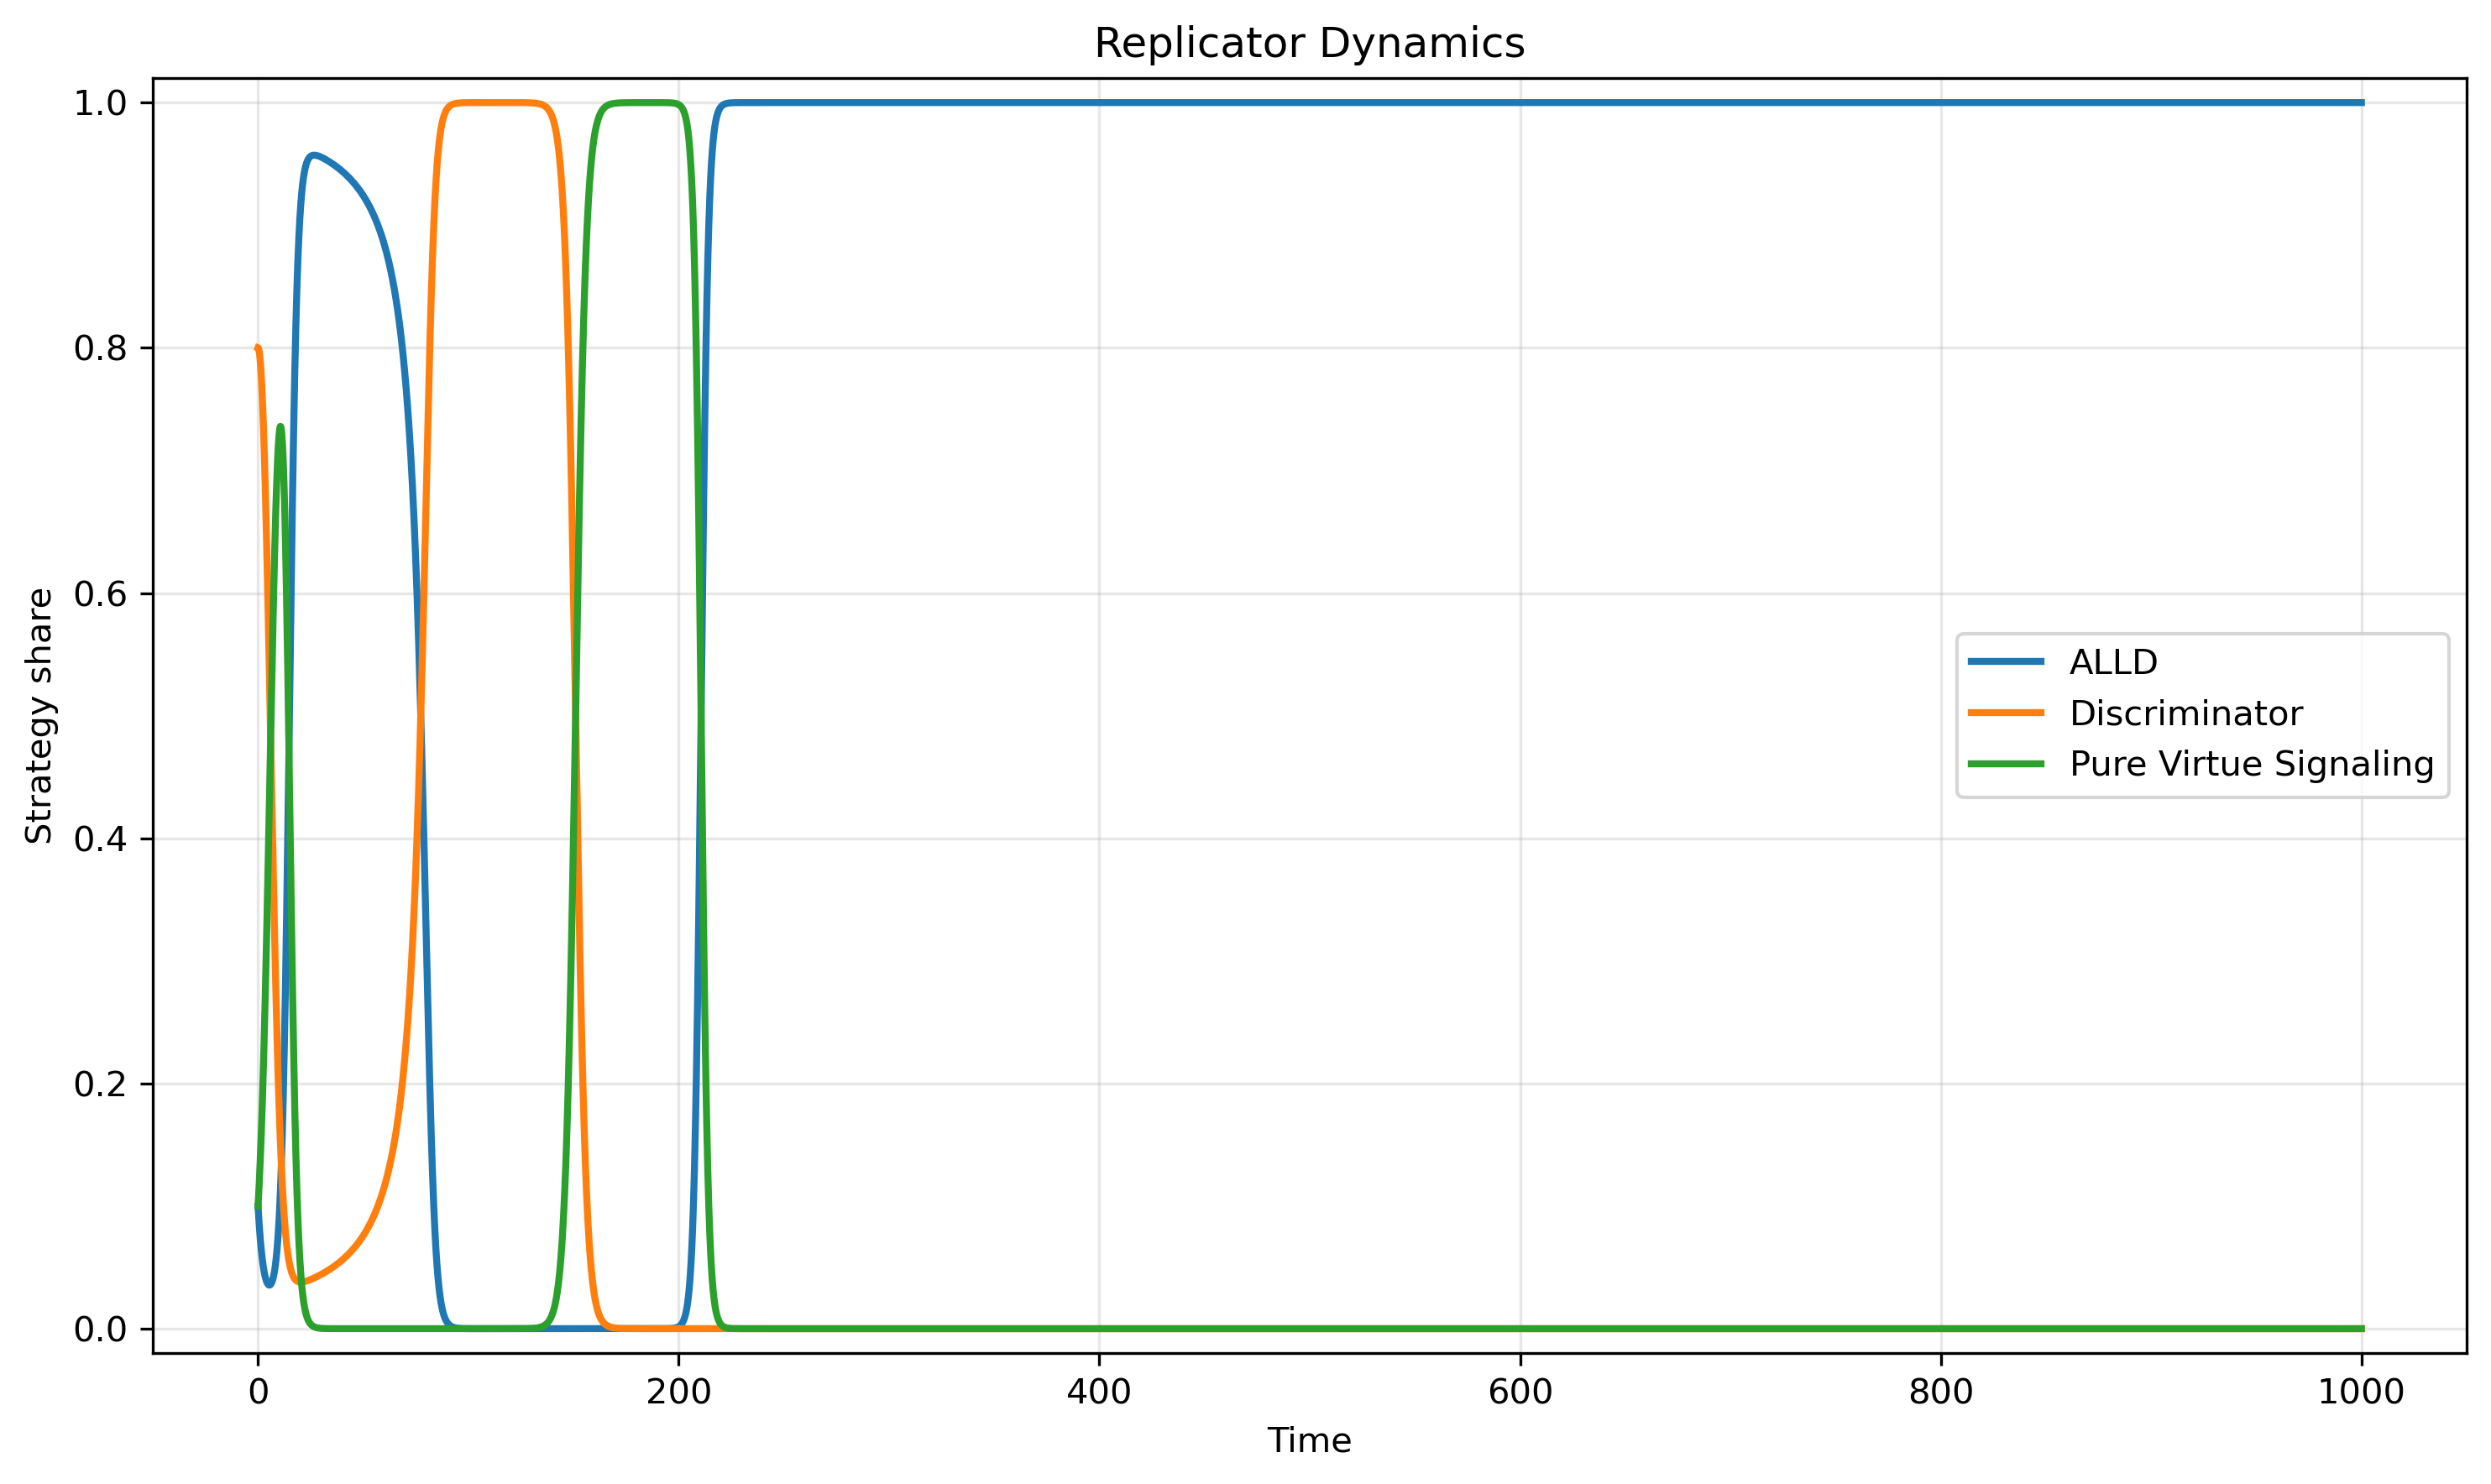 Replicator Dynamics
Strategy share
1.0
0.8
0.6
0.4
0.2
0.0
ALLD
Discriminator
Pure Virtue Signaling
0 200 400 600 800 1000
Time